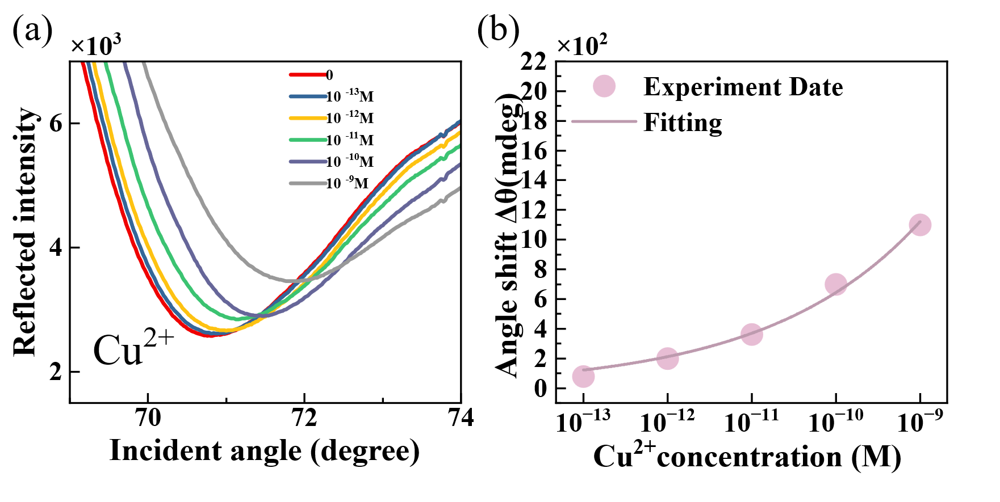 (a)
×10³
6
4
2
Reflected intensity
0
10 ⁻¹³M
10 ⁻¹²M
10 ⁻¹¹M
10 ⁻¹⁰M
10 ⁻⁹M
Cu²⁺
70 72 74
Incident angle (degree)
(b)
×10²
22
20
18
16
14
12
10
8
6
4
2
0
Angle shift Δθ(mdeg)
Experiment Date
Fitting
10⁻¹³ 10⁻¹² 10⁻¹¹ 10⁻¹⁰ 10⁻⁹
Cu²⁺concentration (M)